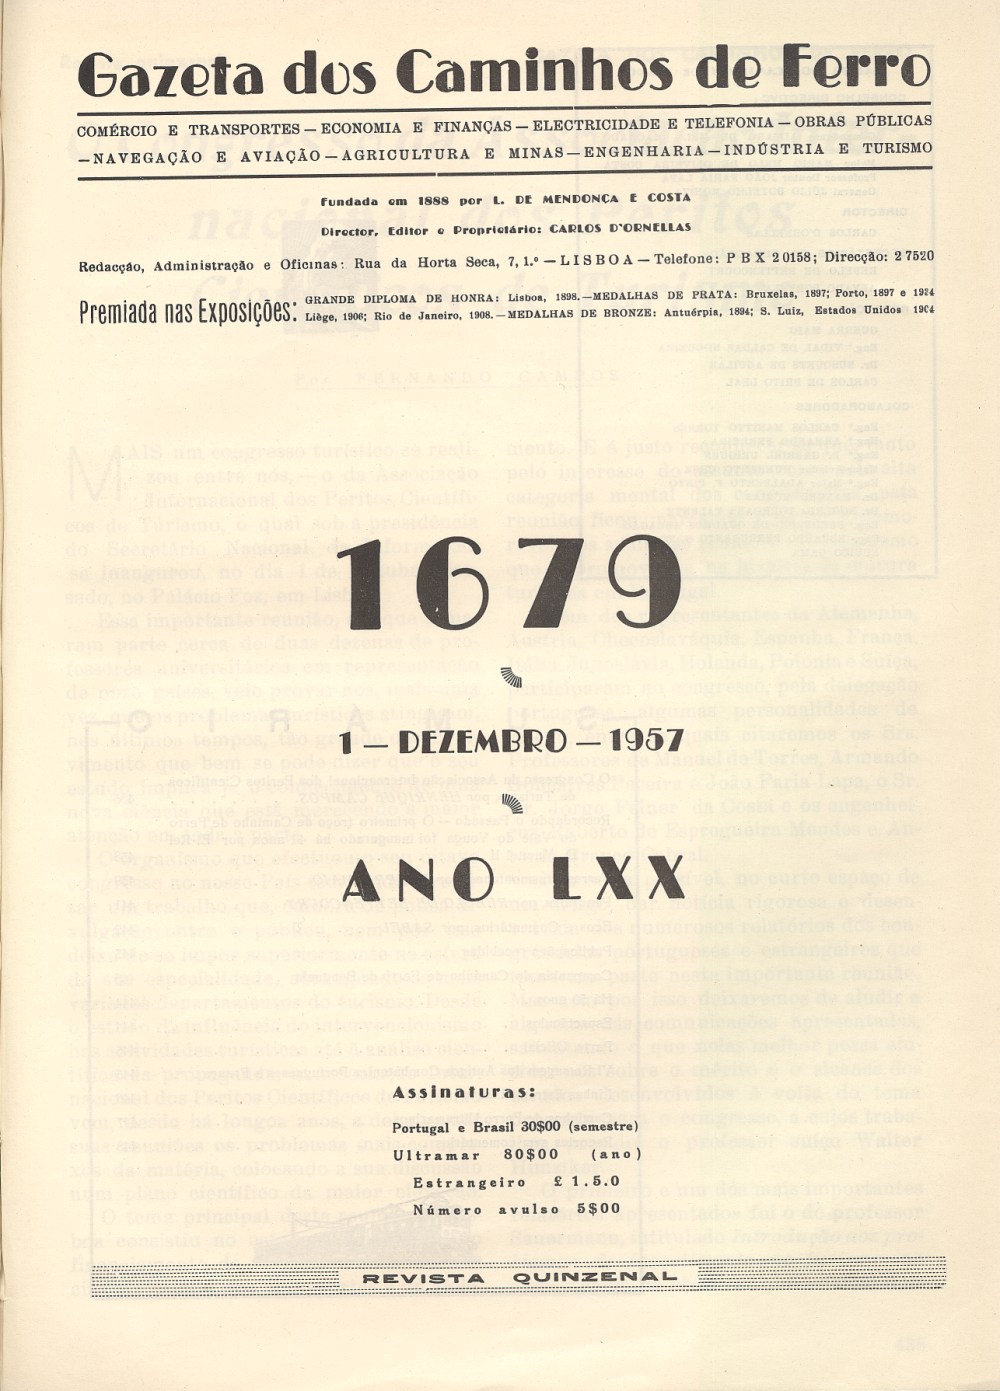 Gazeta dos Caminhos de Ferro
COMÉRCIO E TRANSPORTES — ECONOMIA E FINANÇAS — ELECTRICIDADE E TELEFONIA — OBRAS PÚBLICAS
— NAVEGAÇÃO E AVIAÇÃO — AGRICULTURA E MINAS — ENGENHARIA — INDÚSTRIA E TURISMO
Fundada em 1888 por L. DE MENDONÇA E COSTA
Director, Editor e Proprietário: CARLOS D'ORNELLAS
Redacção, Administração e Oficinas: Rua da Horta Seca, 7, 1.º — LISBOA — Telefone: PBX 20158; Direcção: 27520
Premiada nas Exposições:
GRANDE DIPLOMA DE HONRA: Lisboa, 1898. — MEDALHAS DE PRATA: Bruxelas, 1897; Porto, 1897 e 1934
Liège, 1906; Rio de Janeiro, 1908. — MEDALHAS DE BRONZE: Antuérpia, 1894; S. Luiz, Estados Unidos 1904
1679
1 — DEZEMBRO — 1957
ANO LXX
Assinaturas:
Portugal e Brasil 30$00 (semestre)
Ultramar 80$00 (ano)
Estrangeiro £ 1.5.0
Número avulso 5$00
REVISTA QUINZENAL